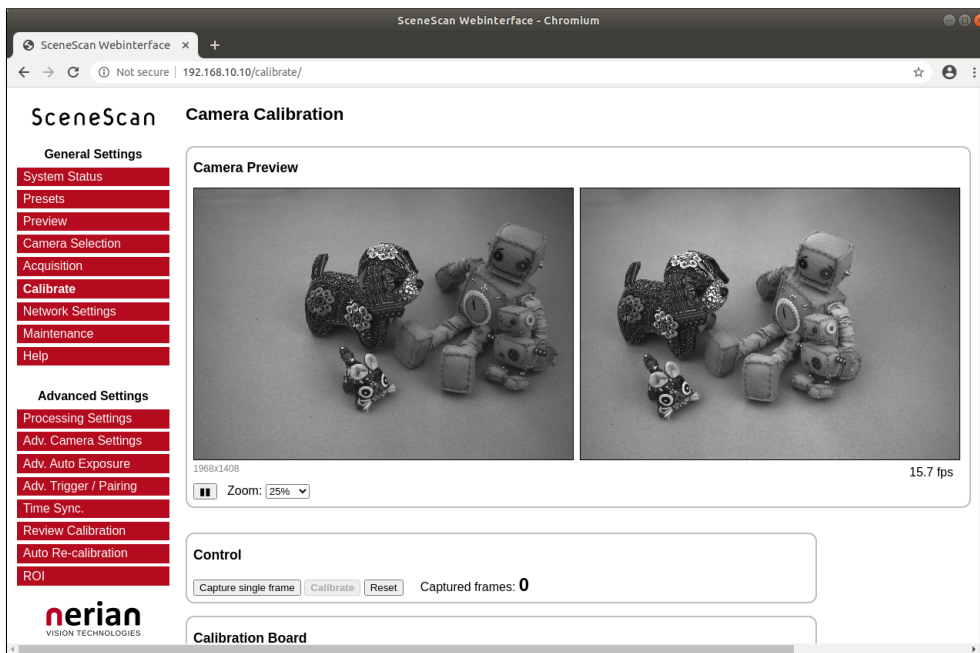 SceneScan Webinterface - Chromium
SceneScan Webinterface
Not secure | 192.168.10.10/calibrate/
SceneScan
General Settings
System Status
Presets
Preview
Camera Selection
Acquisition
Calibrate
Network Settings
Maintenance
Help
Advanced Settings
Processing Settings
Adv. Camera Settings
Adv. Auto Exposure
Adv. Trigger / Pairing
Time Sync.
Review Calibration
Auto Re-calibration
ROI
nerian
VISION TECHNOLOGIES
Camera Calibration
Camera Preview
1968x1408
15.7 fps
Zoom: 25%
Control
Capture single frame Calibrate Reset Captured frames: 0
Calibration Board